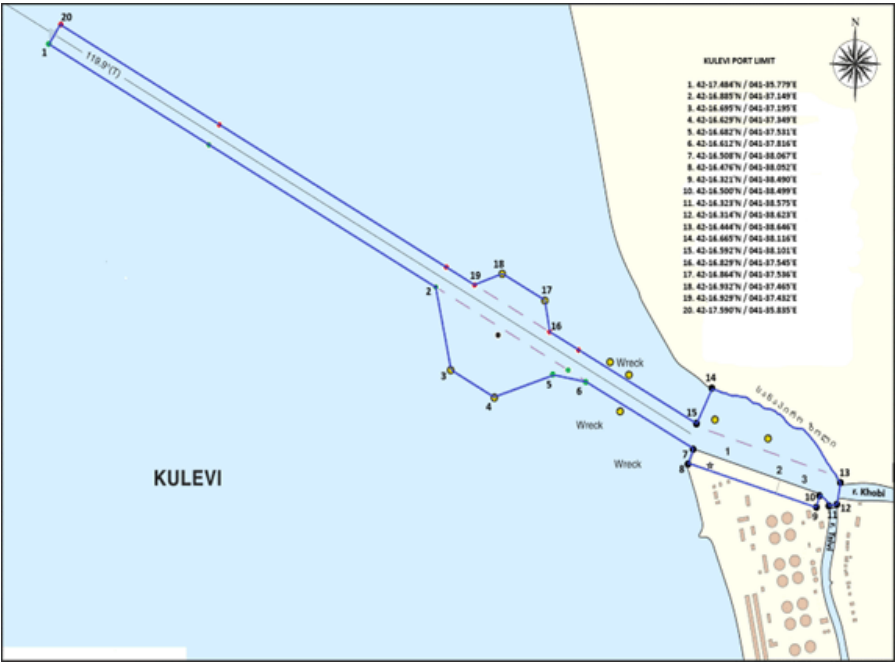 20
1
119.9°(T)
N
KULEVI PORT LIMIT
1. 42-17.484'N / 041-35.779'E
2. 42-16.885'N / 041-37.149'E
3. 42-16.695'N / 041-37.195'E
4. 42-16.629'N / 041-37.349'E
5. 42-16.682'N / 041-37.531'E
6. 42-16.612'N / 041-37.816'E
7. 42-16.508'N / 041-38.067'E
8. 42-16.476'N / 041-38.052'E
9. 42-16.321'N / 041-38.490'E
10. 42-16.500'N / 041-38.499'E
11. 42-16.323'N / 041-38.575'E
12. 42-16.314'N / 041-38.623'E
13. 42-16.444'N / 041-38.646'E
14. 42-16.665'N / 041-38.116'E
15. 42-16.592'N / 041-38.101'E
16. 42-16.829'N / 041-37.545'E
17. 42-16.864'N / 041-37.536'E
18. 42-16.932'N / 041-37.465'E
19. 42-16.929'N / 041-37.432'E
20. 42-17.590'N / 041-35.835'E
18
19
2
17
16
3
Wreck
5
6
4
14
სანაპირო ზოლი
15
Wreck
7
1
Wreck
8
2
3
13
KULEVI
10
r. Khobi
9
11
12